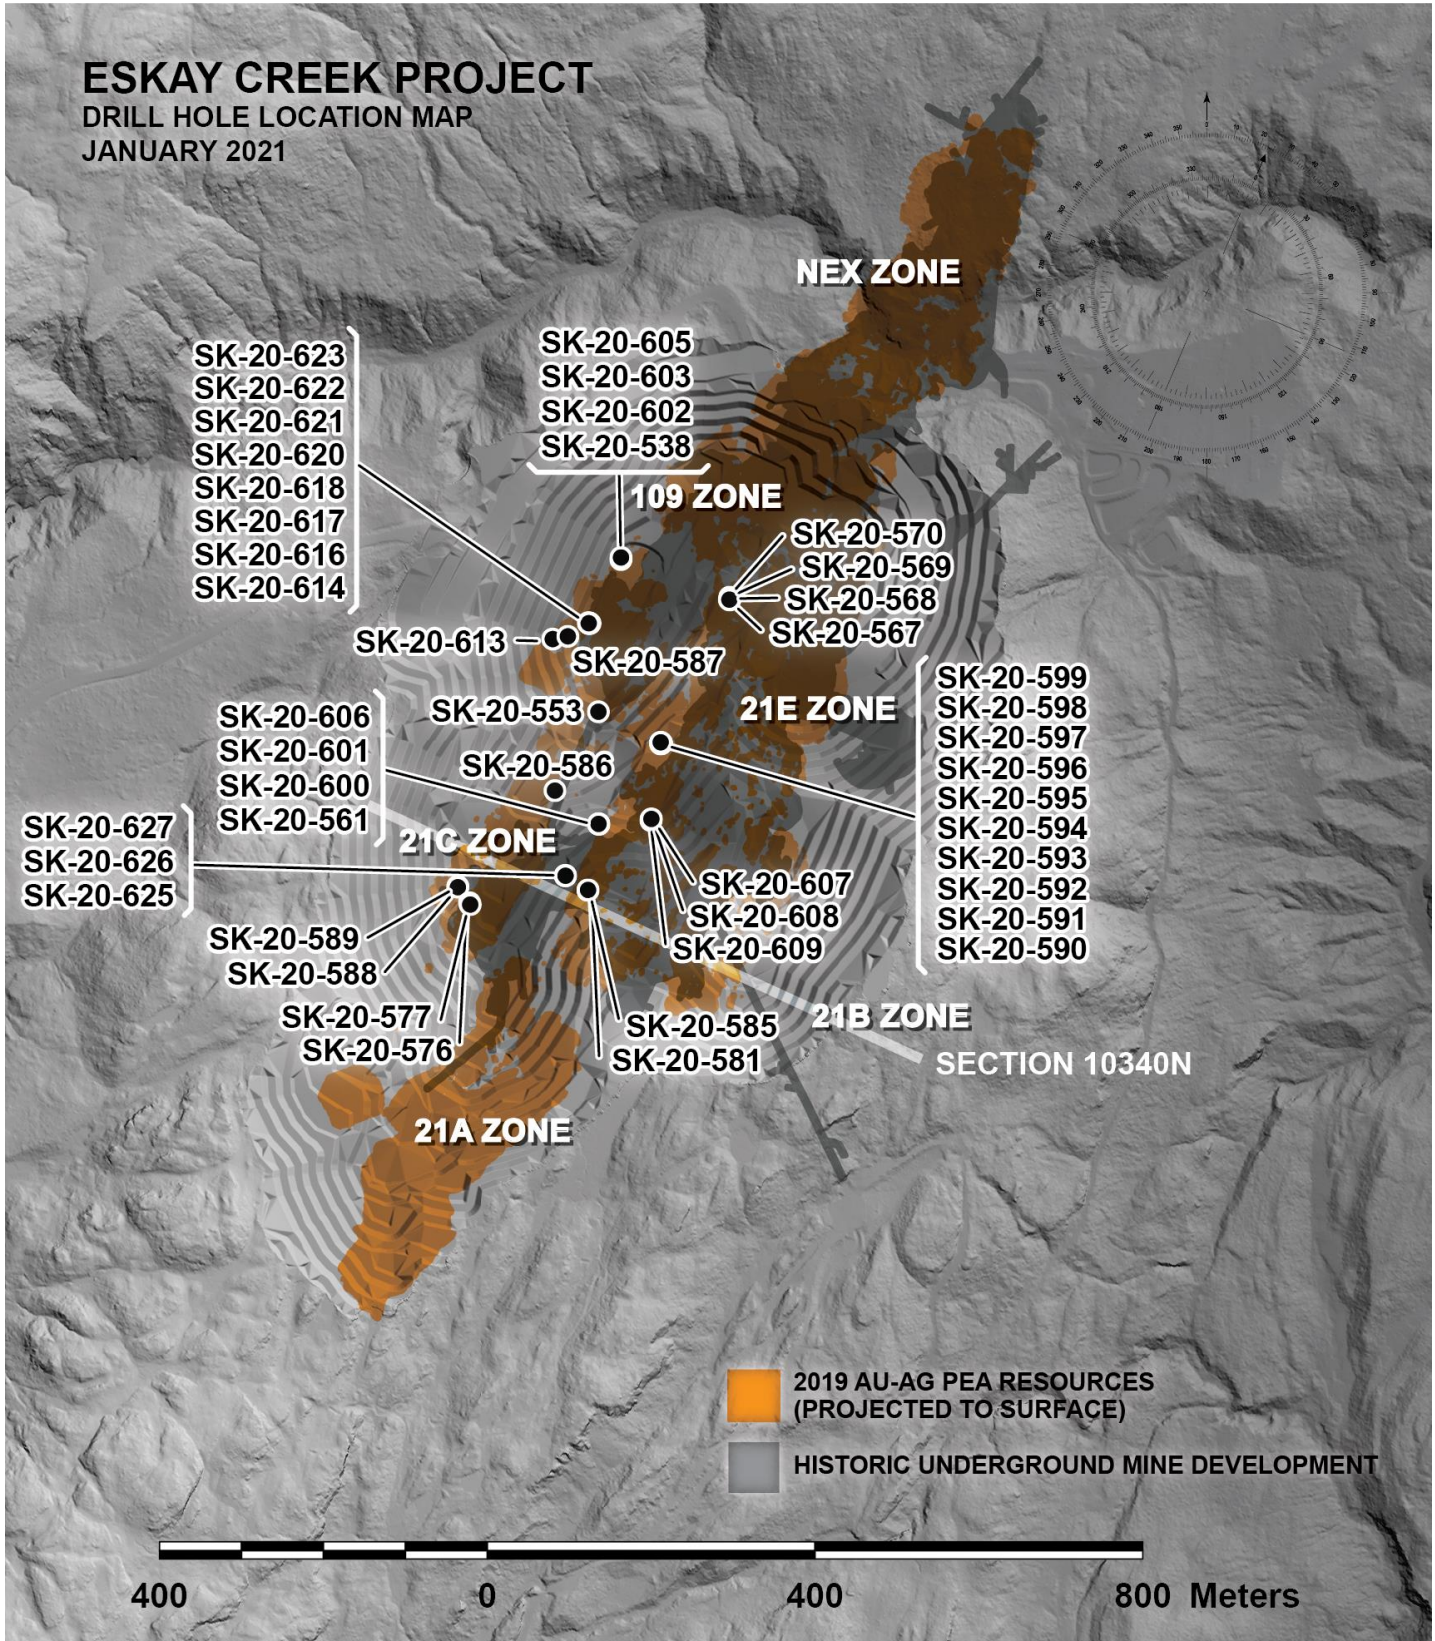 ESKAY CREEK PROJECT
DRILL HOLE LOCATION MAP
JANUARY 2021
NEX ZONE
SK-20-623
SK-20-622
SK-20-621
SK-20-620
SK-20-618
SK-20-617
SK-20-616
SK-20-614
SK-20-605
SK-20-603
SK-20-602
SK-20-538
109 ZONE
SK-20-570
SK-20-569
SK-20-568
SK-20-567
SK-20-613
SK-20-587
SK-20-553
21E ZONE
SK-20-599
SK-20-598
SK-20-597
SK-20-596
SK-20-595
SK-20-594
SK-20-593
SK-20-592
SK-20-591
SK-20-590
SK-20-606
SK-20-601
SK-20-600
SK-20-561
SK-20-586
21C ZONE
SK-20-627
SK-20-626
SK-20-625
SK-20-607
SK-20-608
SK-20-609
SK-20-589
SK-20-588
SK-20-577
SK-20-576
SK-20-585
SK-20-581
21B ZONE
SECTION 10340N
21A ZONE
2019 AU-AG PEA RESOURCES
(PROJECTED TO SURFACE)
HISTORIC UNDERGROUND MINE DEVELOPMENT
400 0 400 800 Meters